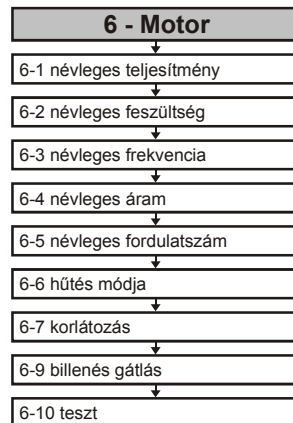 6 - Motor
6-1 névleges teljesítmény
6-2 névleges feszültség
6-3 névleges frekvencia
6-4 névleges áram
6-5 névleges fordulatszám
6-6 hűtés módja
6-7 korlátozás
6-9 billenés gátlás
6-10 teszt